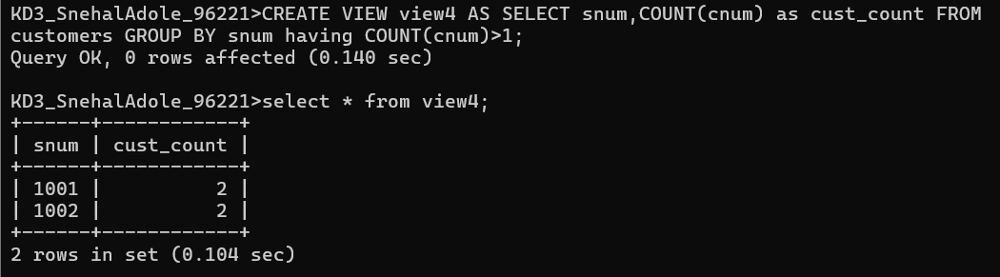 KD3_SnehalAdole_96221>CREATE VIEW view4 AS SELECT snum,COUNT(cnum) as cust_count FROM
customers GROUP BY snum having COUNT(cnum)>1;
Query OK, 0 rows affected (0.140 sec)

KD3_SnehalAdole_96221>select * from view4;
+------+------------+
| snum | cust_count |
+------+------------+
| 1001 |          2 |
| 1002 |          2 |
+------+------------+
2 rows in set (0.104 sec)